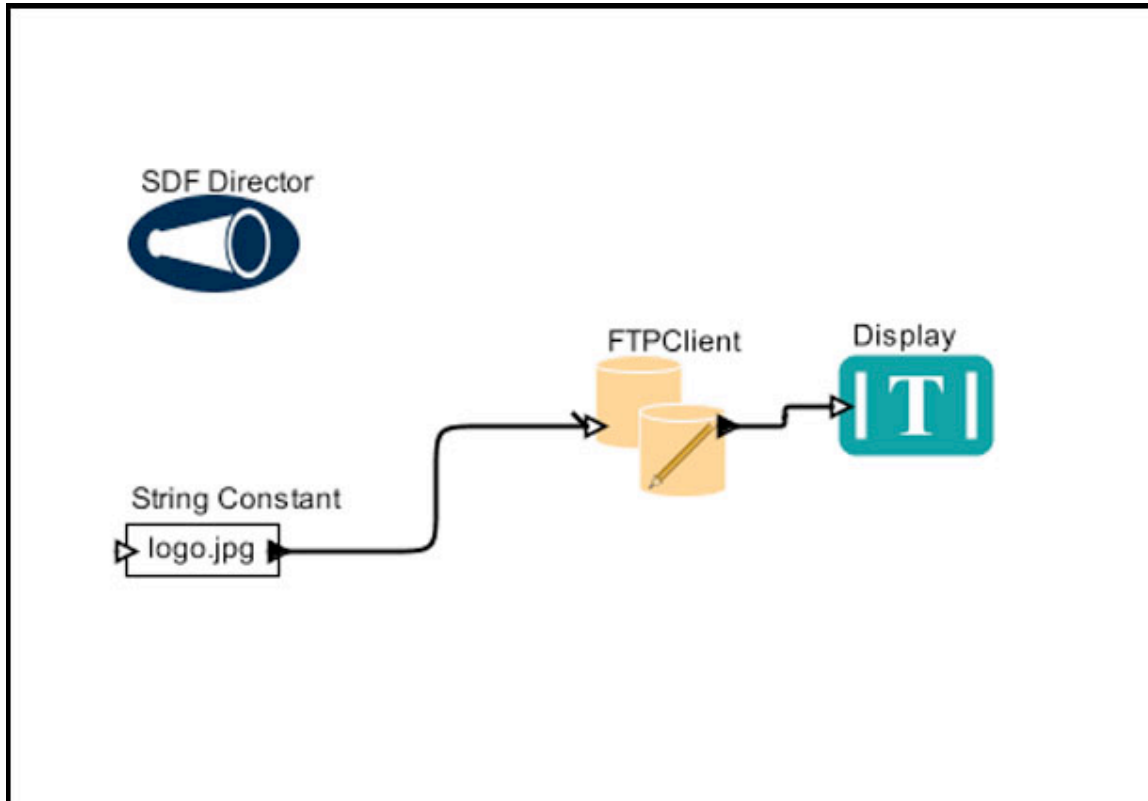 SDF Director
FTPClient
Display
T
String Constant
logo.jpg